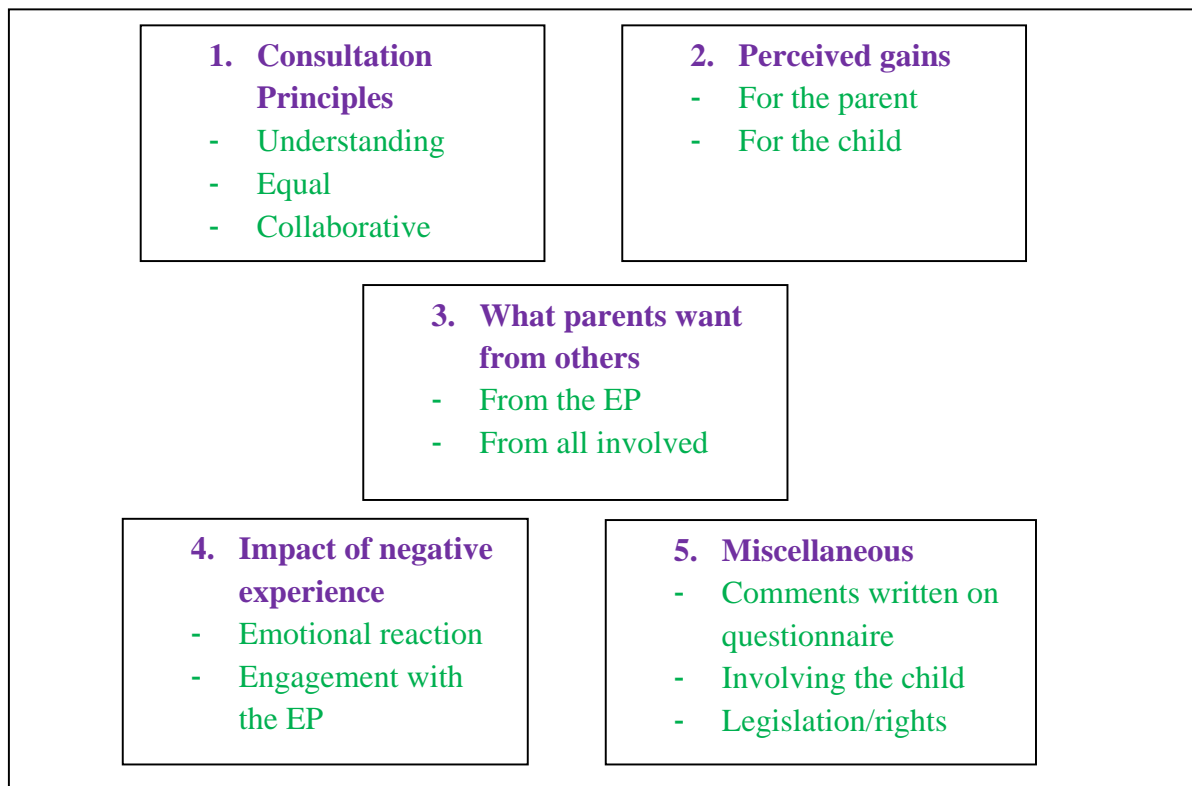 1. Consultation
Principles
- Understanding
- Equal
- Collaborative
2. Perceived gains
- For the parent
- For the child
3. What parents want
from others
- From the EP
- From all involved
4. Impact of negative
experience
- Emotional reaction
- Engagement with
the EP
5. Miscellaneous
- Comments written on
questionnaire
- Involving the child
- Legislation/rights